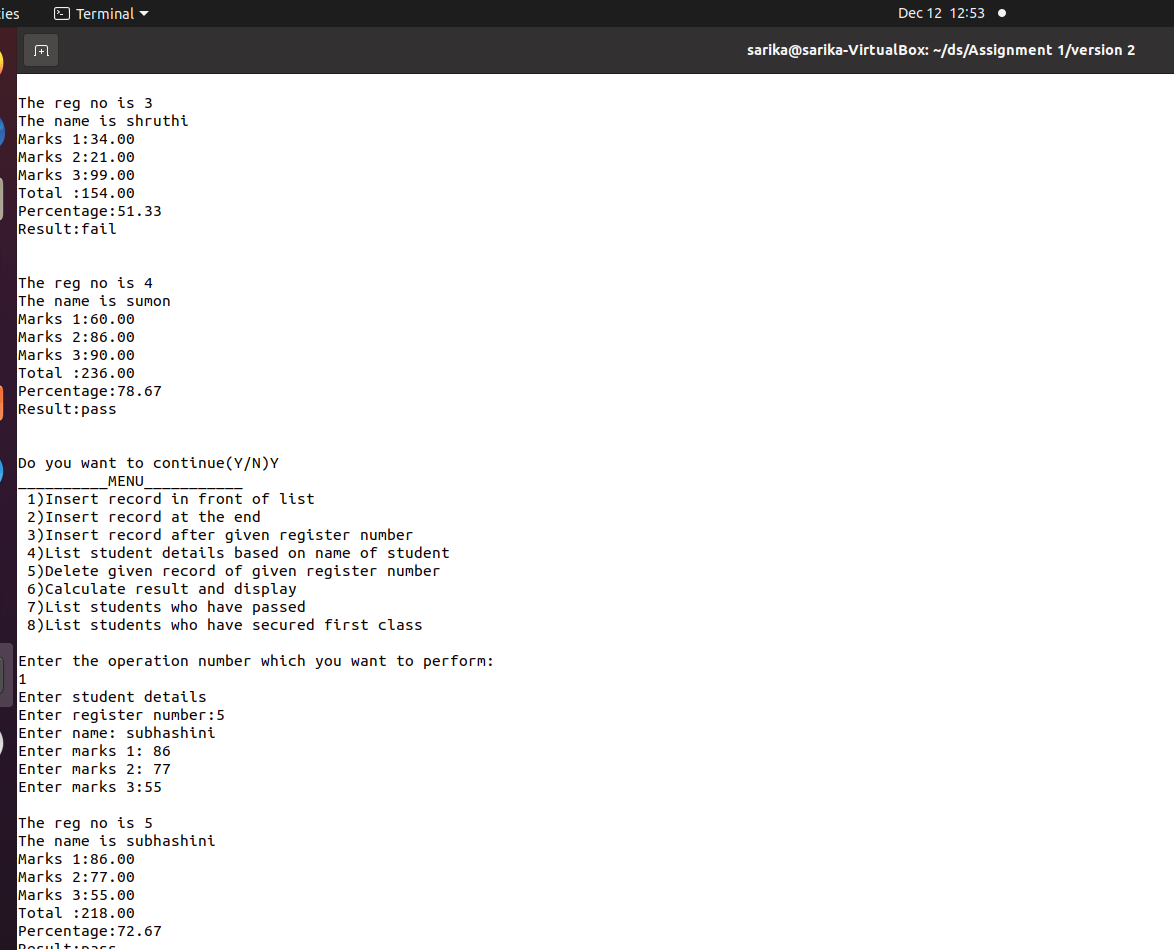 ies Terminal Dec 12 12:53
sarika@sarika-VirtualBox: ~/ds/Assignment 1/version 2
The reg no is 3
The name is shruthi
Marks 1:34.00
Marks 2:21.00
Marks 3:99.00
Total :154.00
Percentage:51.33
Result:fail
The reg no is 4
The name is sumon
Marks 1:60.00
Marks 2:86.00
Marks 3:90.00
Total :236.00
Percentage:78.67
Result:pass
Do you want to continue(Y/N)Y
__________MENU___________
1)Insert record in front of list
2)Insert record at the end
3)Insert record after given register number
4)List student details based on name of student
5)Delete given record of given register number
6)Calculate result and display
7)List students who have passed
8)List students who have secured first class
Enter the operation number which you want to perform:
1
Enter student details
Enter register number:5
Enter name: subhashini
Enter marks 1: 86
Enter marks 2: 77
Enter marks 3:55
The reg no is 5
The name is subhashini
Marks 1:86.00
Marks 2:77.00
Marks 3:55.00
Total :218.00
Percentage:72.67
Result:pass